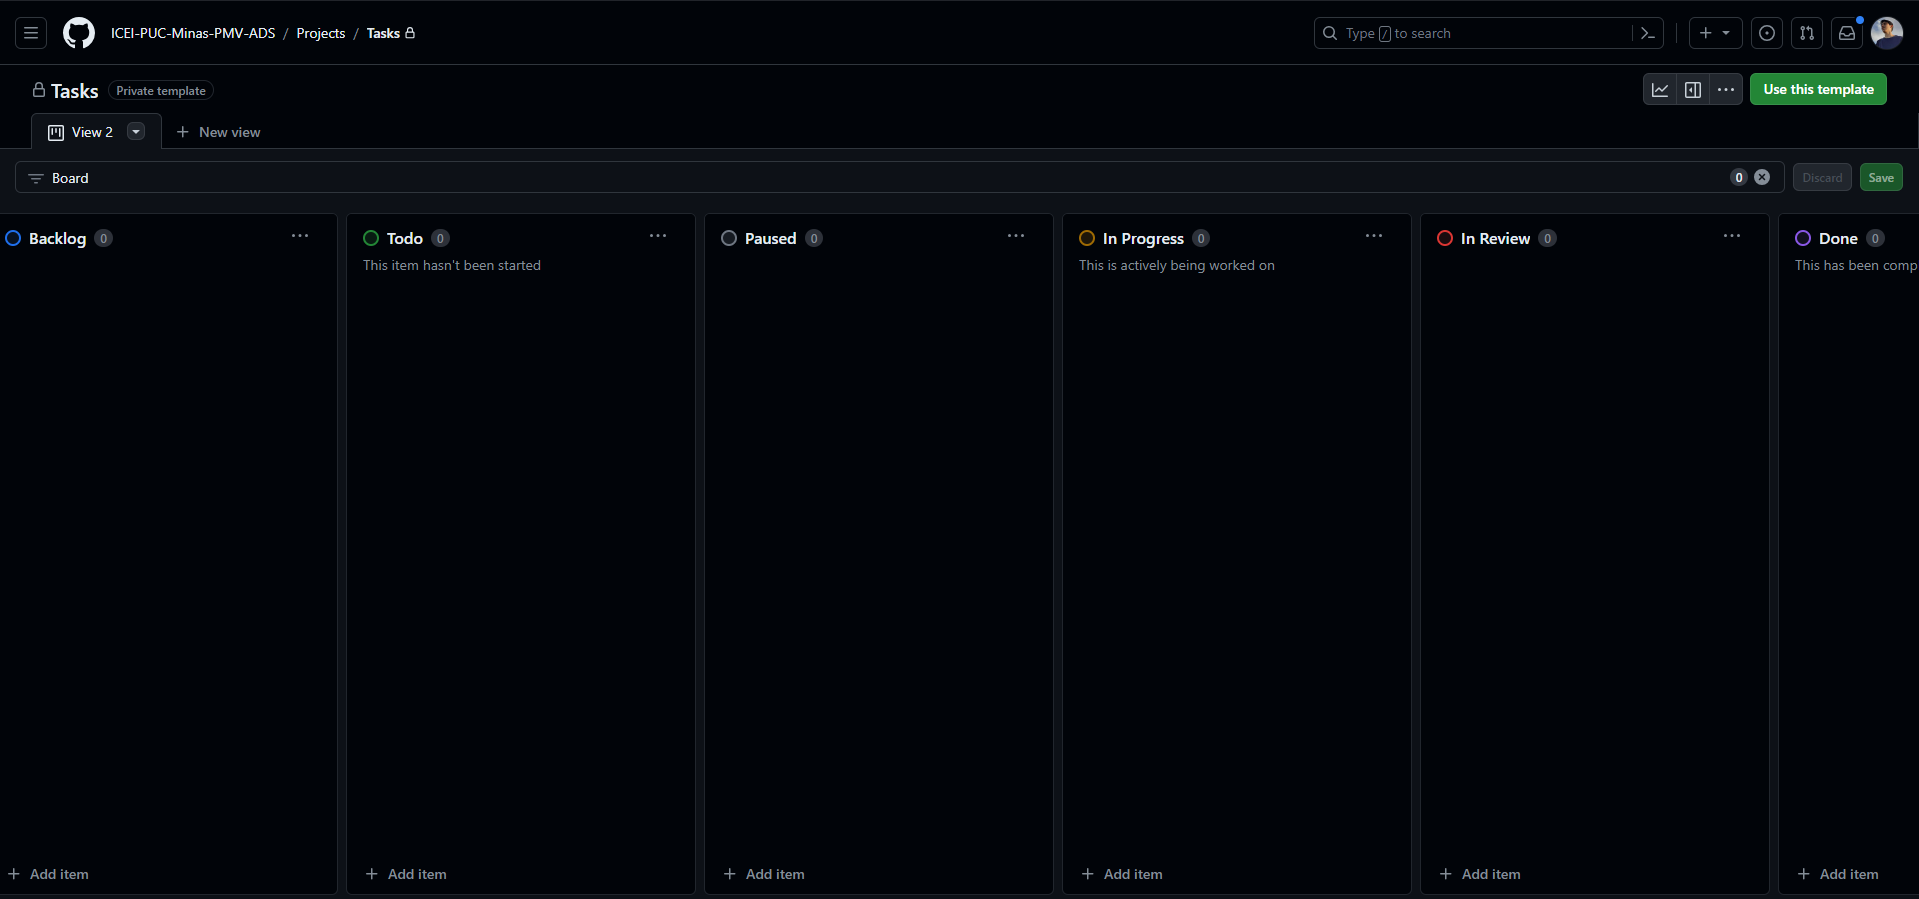 ICEI-PUC-Minas-PMV-ADS / Projects / Tasks
Type / to search
Tasks Private template
Use this template
View 2
New view
Board
0
Discard
Save
Backlog 0
Todo 0
This item hasn't been started
Paused 0
In Progress 0
This is actively being worked on
In Review 0
Done 0
This has been comp
Add item
Add item
Add item
Add item
Add item
Add item